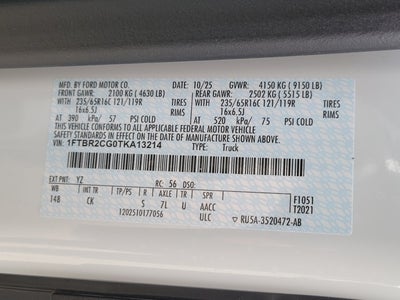 MFD. BY FORD MOTOR CO. 10/25 GVWR: 4150 KG ( 9150 LB)
FRONT GAWR: 2100 KG ( 4630 LB) REAR GAWR: 2502 KG ( 5515 LB)
235/65R16C 121/119R TIRES 235/65R16C 121/119R TIRES
16x6.5J RIMS 16x6.5J RIMS
AT 390 kPa/ 57 PSI COLD AT 520 kPa/ 75 PSI COLD
THIS VEHICLE CONFORMS TO ALL APPLICABLE FEDERAL MOTOR VEHICLE
SAFETY STANDARDS IN EFFECT ON THE DATE OF MANUFACTURE SHOWN ABOVE.
VIN: 1FTBR2CG0TKA13214 TYPE: Truck
EXT PNT: YZ RC: 56 DSO: F1051
WB INT TR TP/PS R AXLE TR SPR T2021
148 CK S 7L U AACC
1202510177056 ULC RU5A-3520472-AB